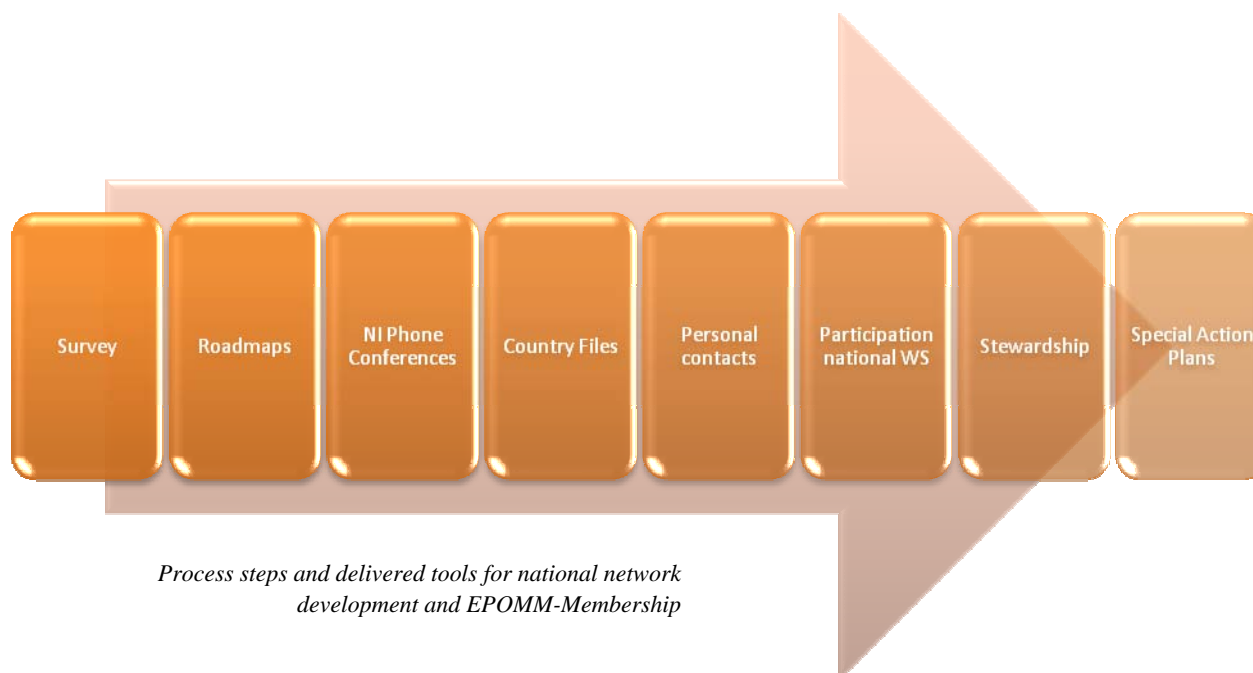 Survey
Roadmaps
NI Phone
Conferences
Country Files
Personal
contacts
Participation
national WS
Stewardship
Special Action
Plans
Process steps and delivered tools for national network
development and EPOMM-Membership